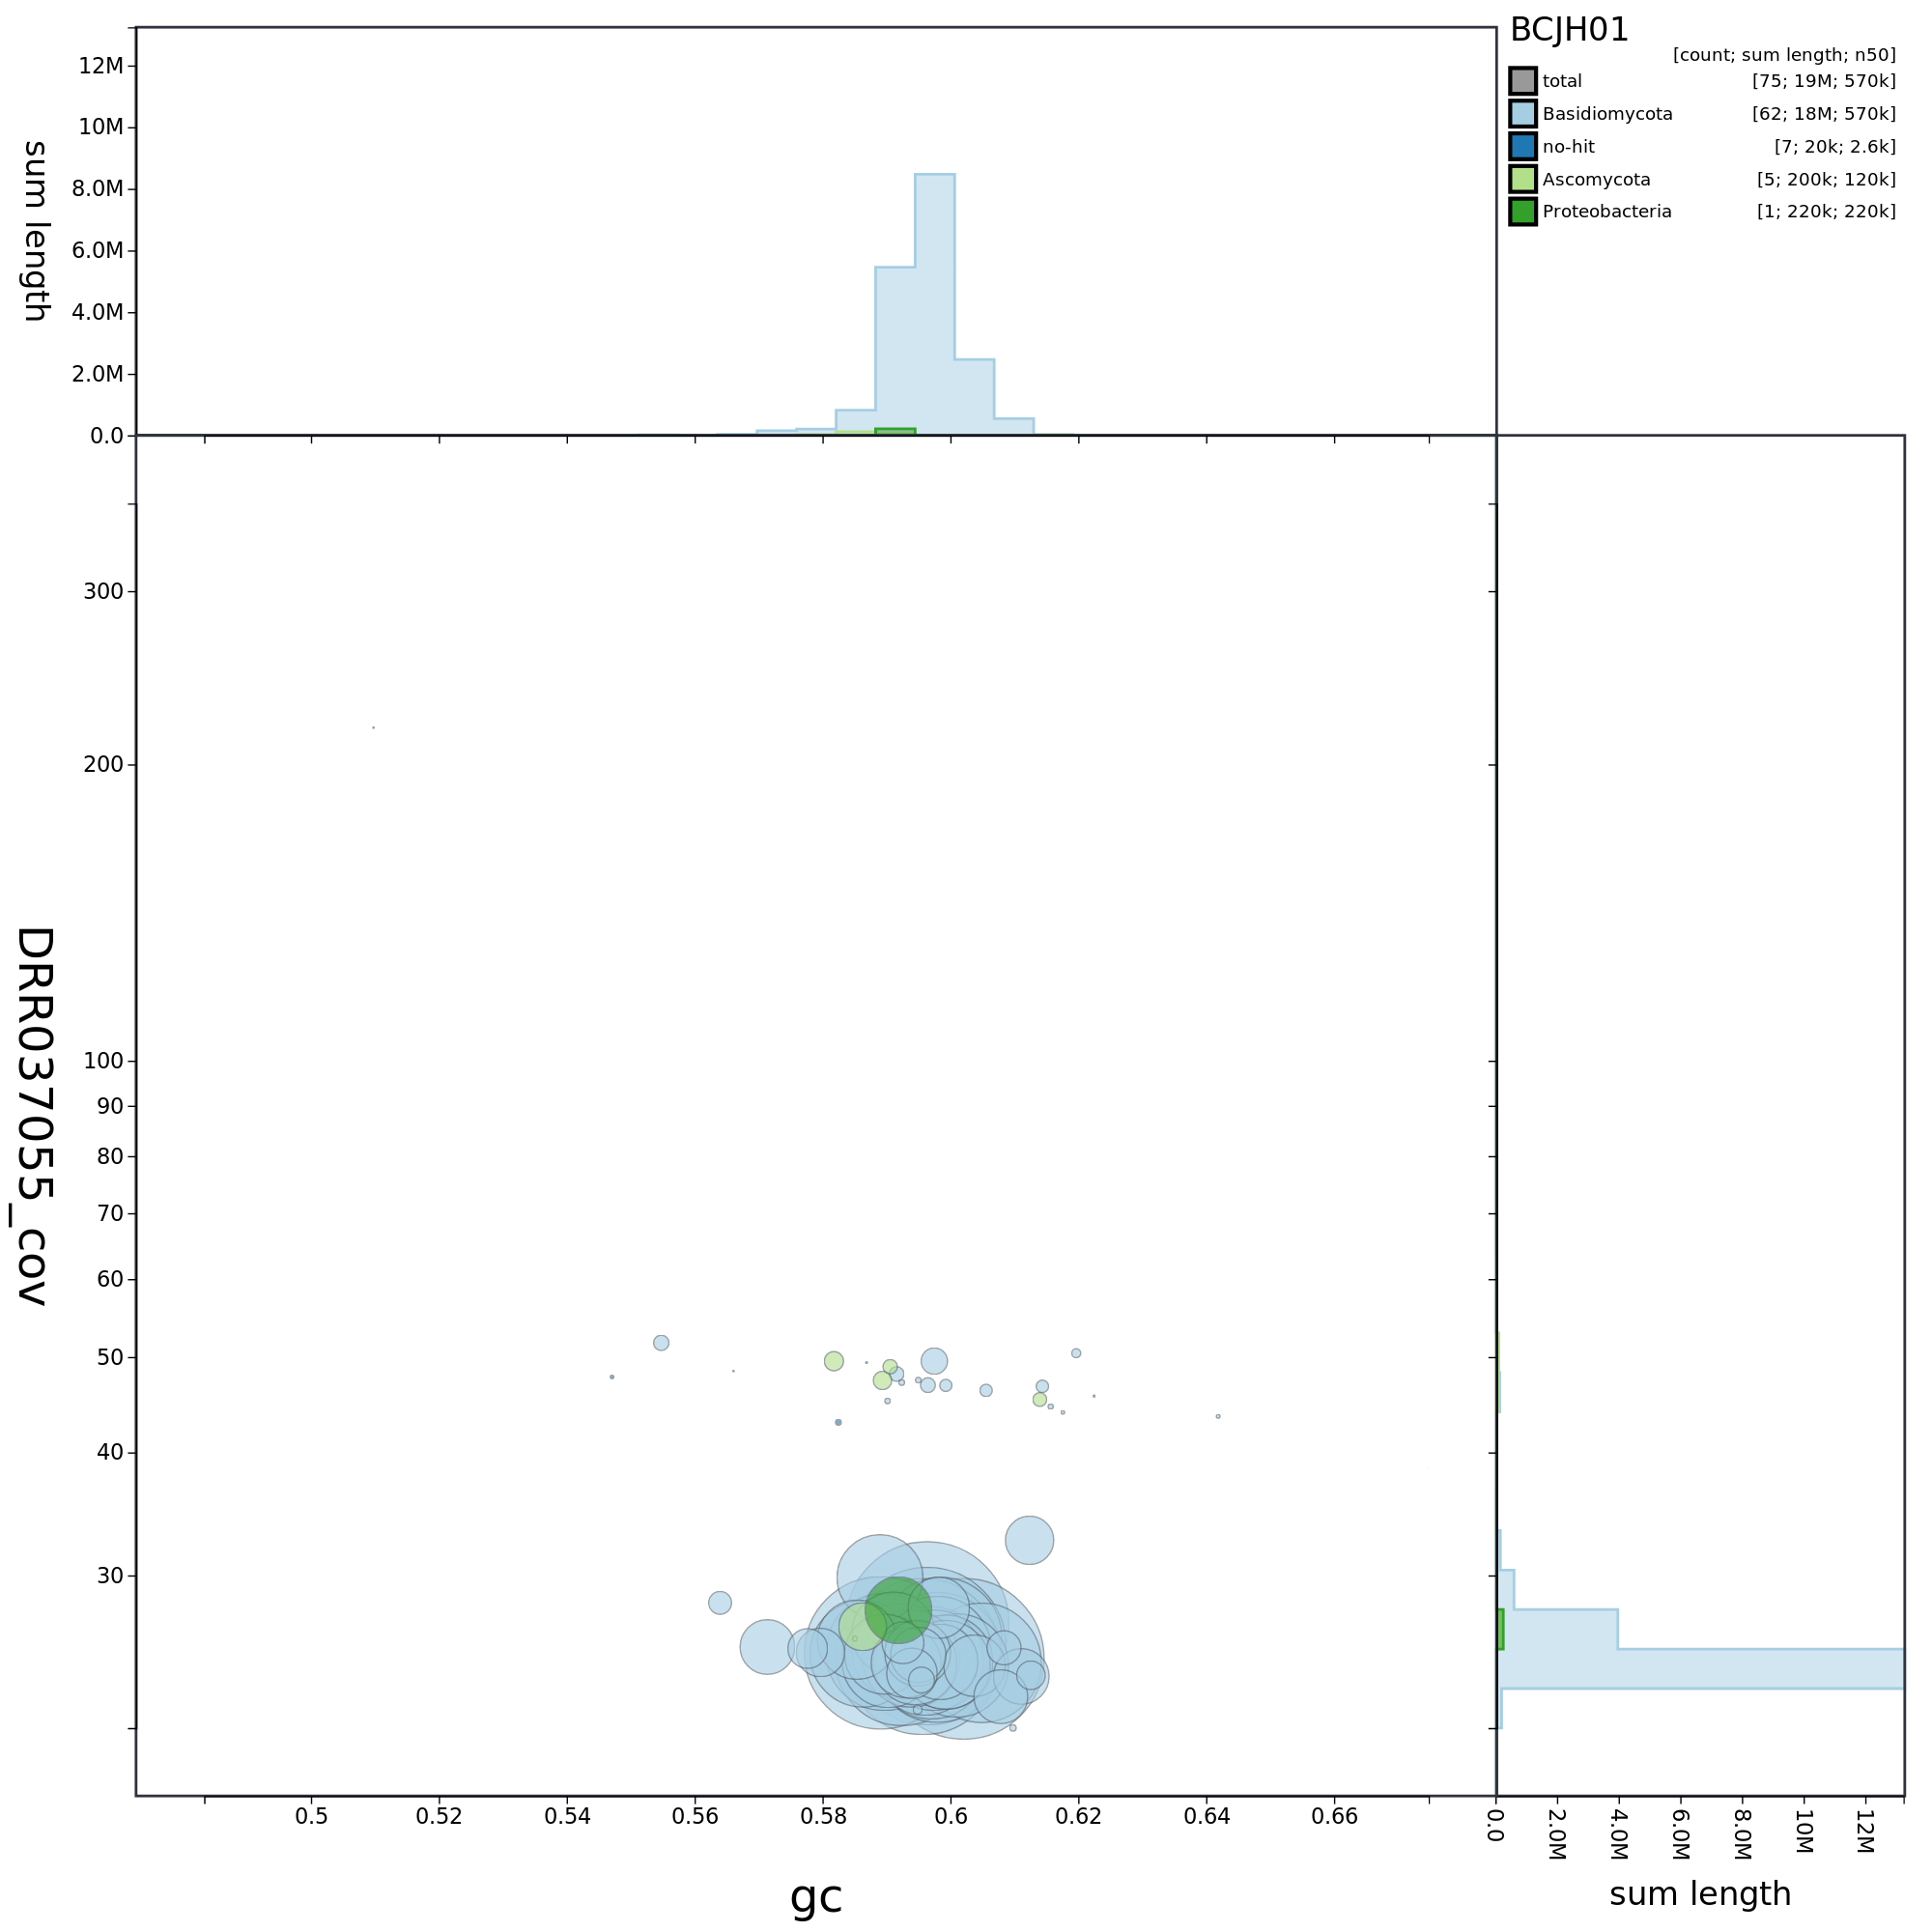 BCJH01
[count; sum length; n50]
total [75; 19M; 570k]
Basidiomycota [62; 18M; 570k]
no-hit [7; 20k; 2.6k]
Ascomycota [5; 200k; 120k]
Proteobacteria [1; 220k; 220k]
sum length
12M
10M
8.0M
6.0M
4.0M
2.0M
0.0
DRR037055_cov
300
200
100
90
80
70
60
50
40
30
0.5 0.52 0.54 0.56 0.58 0.6 0.62 0.64 0.66
gc
0.0 2.0M 4.0M 6.0M 8.0M 10M 12M
sum length